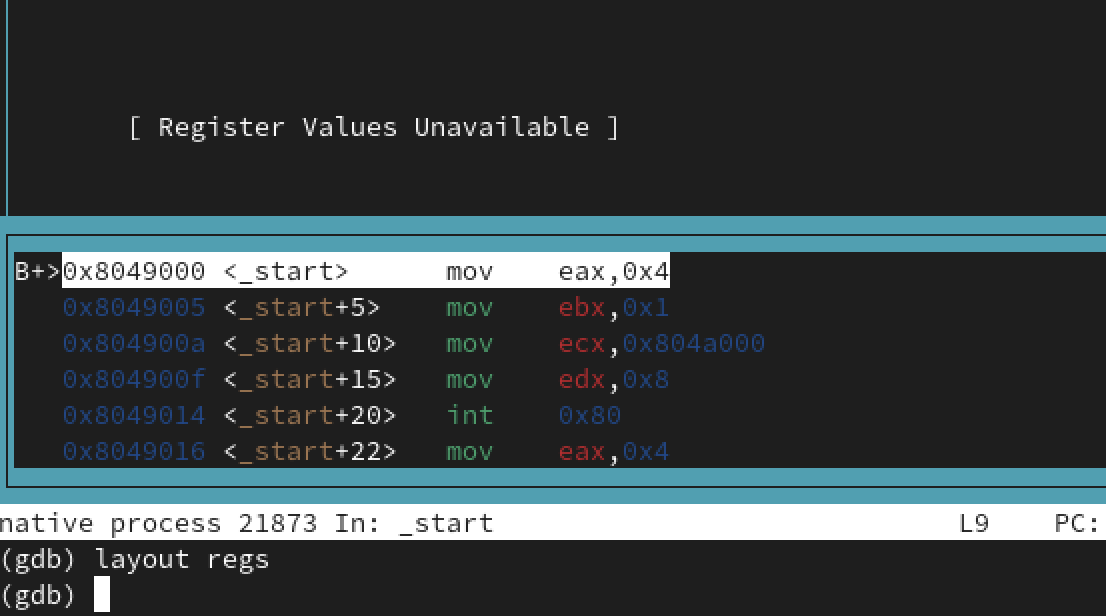 [ Register Values Unavailable ]
B+>0x8049000 <_start>      mov    eax,0x4
0x8049005 <_start+5>    mov    ebx,0x1
0x804900a <_start+10>   mov    ecx,0x804a000
0x804900f <_start+15>   mov    edx,0x8
0x8049014 <_start+20>   int    0x80
0x8049016 <_start+22>   mov    eax,0x4
native process 21873 In: _start                             L9    PC:
(gdb) layout regs
(gdb)